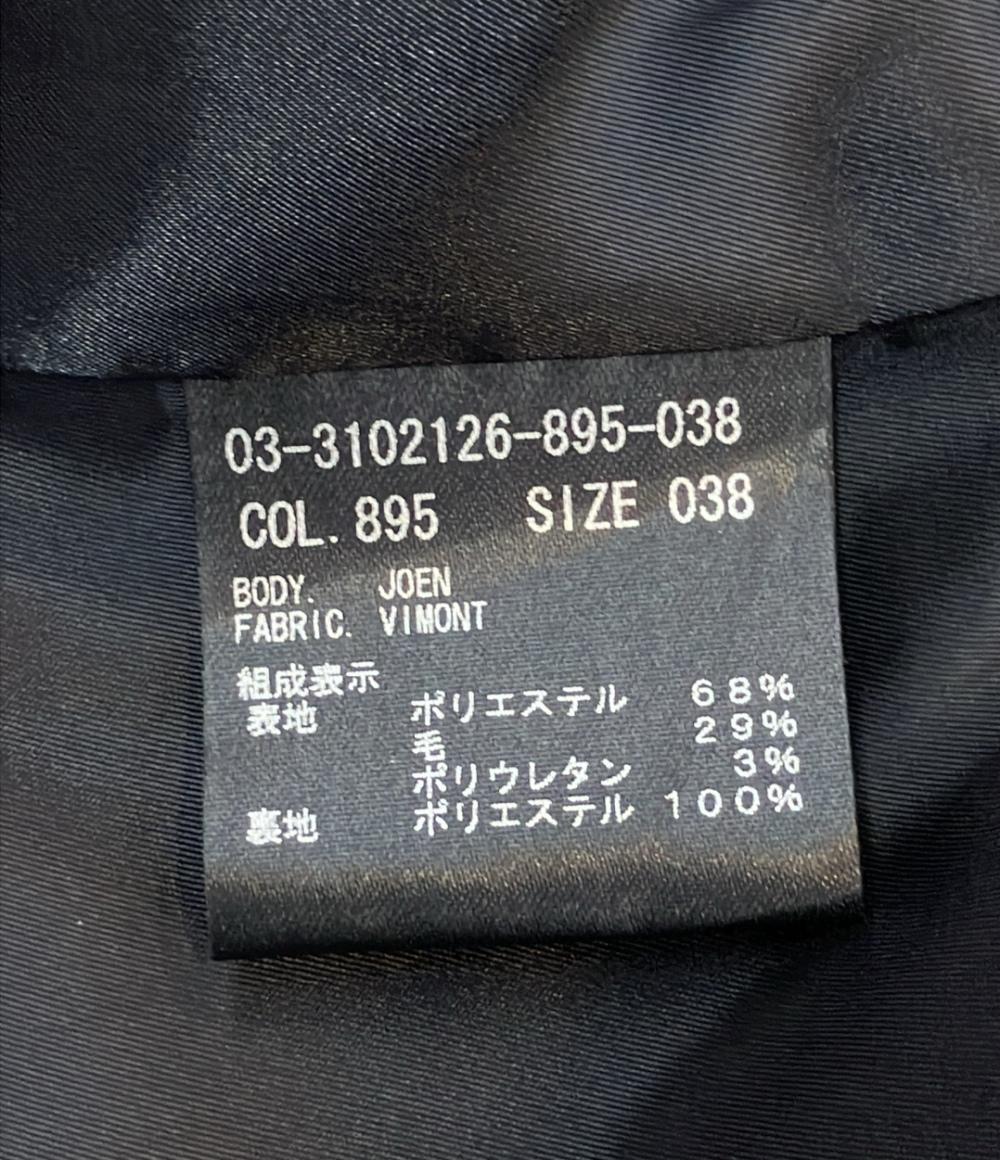 03-3102126-895-038
COL. 895 SIZE 038
BODY. JOEN
FABRIC. VIMONT
組成表示
表地 ポリエステル 68%
毛 29%
ポリウレタン 3%
裏地 ポリエステル 100%